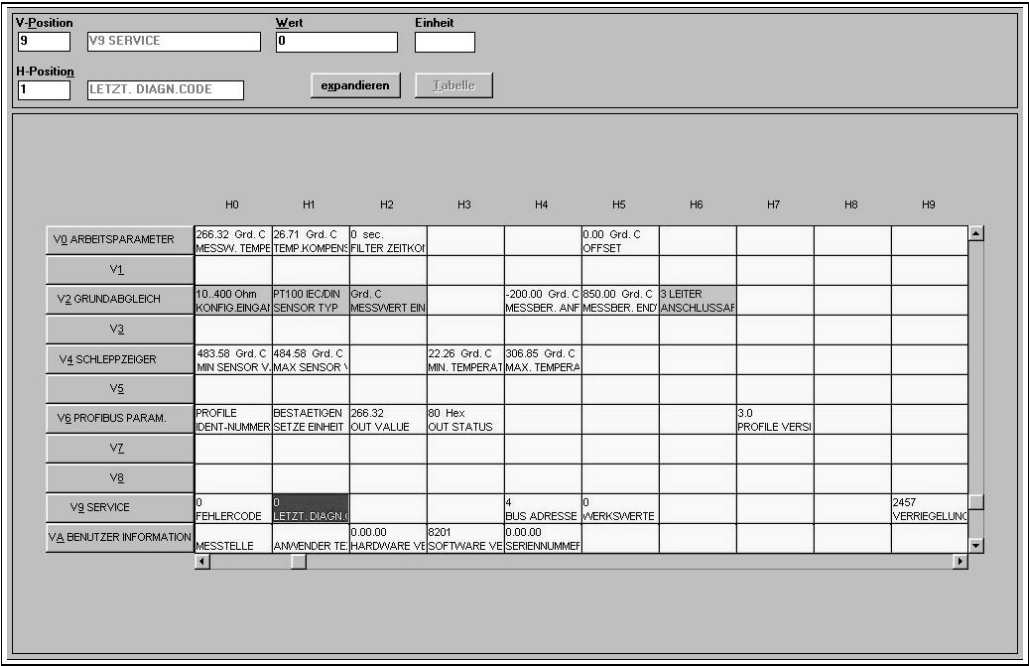 V-Position Wert Einheit
9 V9 SERVICE 0
H-Position
1 LETZT. DIAGN.CODE expandieren Tabelle
H0 H1 H2 H3 H4 H5 H6 H7 H8 H9
V0 ARBEITSPARAMETER
266.32 Grd. C 26.71 Grd. C 0 sec. 0.00 Grd. C
MESSW. TEMPE TEMP.KOMPENS FILTER ZEITKO OFFSET
V1
V2 GRUNDABGLEICH
10..400 Ohm PT100 IEC/DIN Grd. C -200.00 Grd. C 850.00 Grd. C 3 LEITER
KONFIG.EINGA SENSOR TYP MESSWERT EIN MESSBER. ANF MESSBER. END ANSCHLUSSAF
V3
V4 SCHLEPPZEIGER
483.58 Grd. C 484.58 Grd. C 22.26 Grd. C 306.85 Grd. C
MIN SENSOR V MAX SENSOR MIN. TEMPERAT MAX. TEMPERA
V5
V6 PROFIBUS PARAM.
PROFILE BESTAETIGEN 266.32 80 Hex 3.0
IDENT-NUMMER SETZE EINHEIT OUT VALUE OUT STATUS PROFILE VERSI
V7
V8
V9 SERVICE
0 0 4 0 2457
FEHLERCODE LETZT. DIAGN. BUS ADRESSE WERKSWERTE VERRIEGELUNG
VA BENUTZER INFORMATION
0.00.00 8201 0.00.00
MESSTELLE ANWENDER TE HARDWARE VE SOFTWARE VE SERIENNUMMER